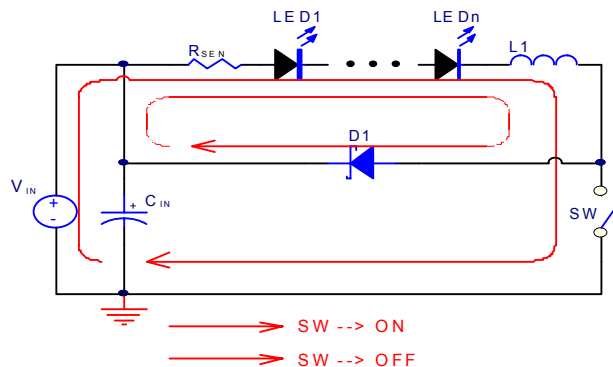 LED1
LEDn
RSEN
L1
D1
VIN
+
-
+
CIN
SW
SW --> ON
SW --> OFF